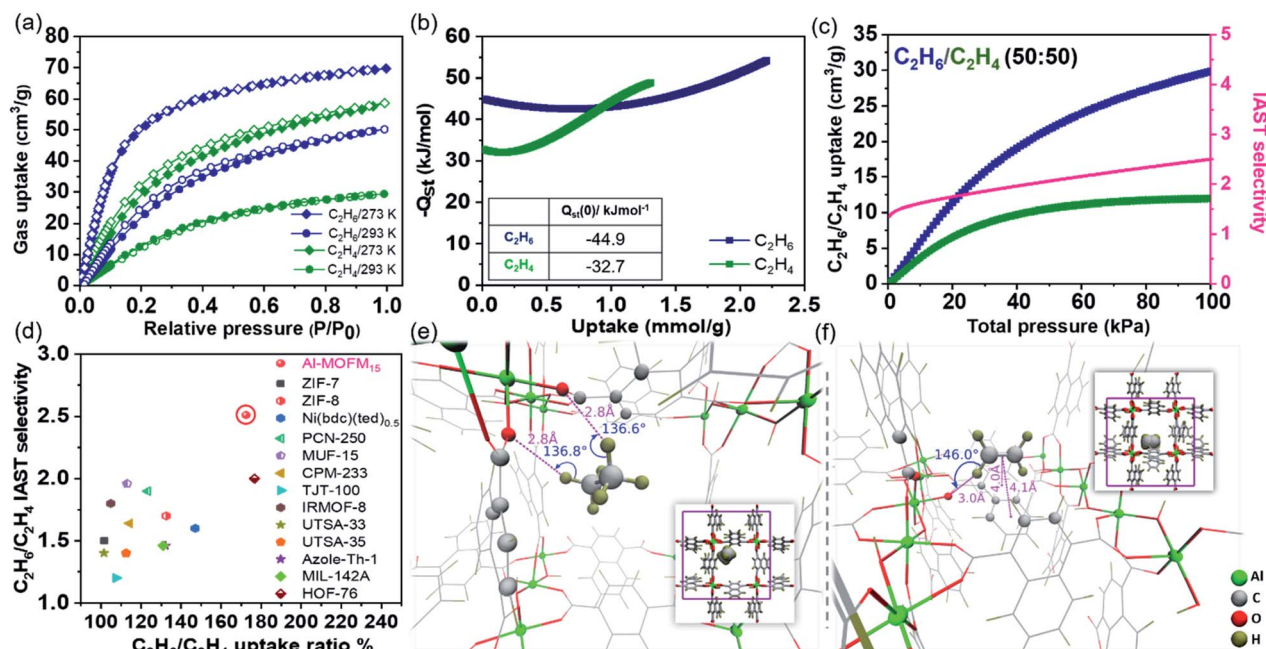 (a)
70
60
50
40
30
20
10
0
Gas uptake (cm³/g)
C₂H₆/273 K
C₂H₆/293 K
C₂H₄/273 K
C₂H₄/293 K
0.0 0.2 0.4 0.6 0.8 1.0
Relative pressure (P/P₀)
(b)
60
50
40
30
20
10
0
-Qst (kJ/mol)
Qst(0)/ kJmol⁻¹
C₂H₆ -44.9
C₂H₄ -32.7
C₂H₆
C₂H₄
0.0 0.5 1.0 1.5 2.0 2.5
Uptake (mmol/g)
(c)
C₂H₆/C₂H₄ (50:50)
35
30
25
20
15
10
5
0
C₂H₆/C₂H₄ uptake (cm³/g)
5
4
3
2
1
0
IAST selectivity
0 20 40 60 80 100
Total pressure (kPa)
(d)
3.0
2.5
2.0
1.5
1.0
C₂H₆/C₂H₄ IAST selectivity
Al-MOFM₁₅
ZIF-7
ZIF-8
Ni(bdc)(ted)₀.₅
PCN-250
MUF-15
CPM-233
TJT-100
IRMOF-8
UTSA-33
UTSA-35
Azole-Th-1
MIL-142A
HOF-76
100 120 140 160 180 200 220 240
uptake ratio %
(e)
2.8Å
136.6°
2.8Å
136.8°
(f)
146.0°
3.0Å
4.0Å
4.1Å
Al
C
O
H